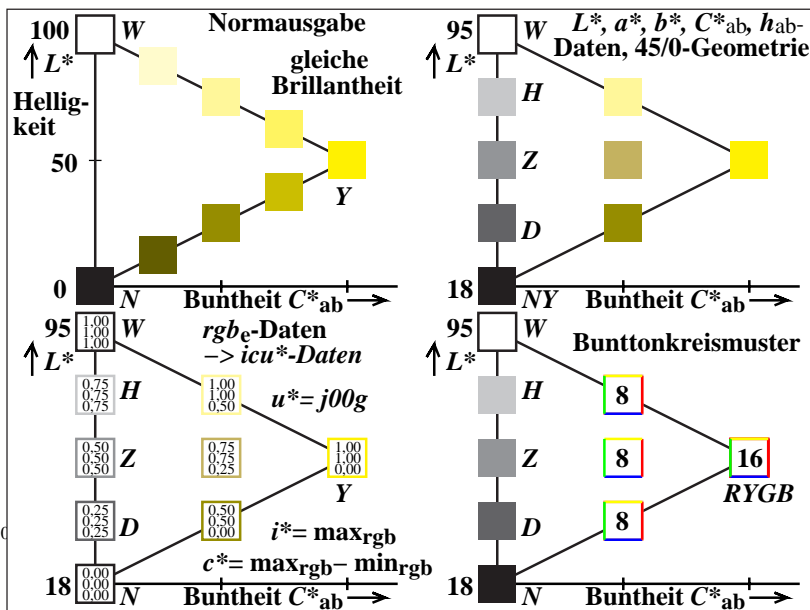 100
W
Normausgabe
L*
gleiche
Brillantheit
Hellig-
keit
50
Y
0
N
Buntheit C*ab
95
W
L*, a*, b*, C*ab, hab-
Daten, 45/0-Geometrie
L*
H
Z
D
18
NY
Buntheit C*ab
95
1,00
1,00
1,00
W
rgbe-Daten
–> icu*-Daten
L*
0,75
0,75
0,75
H
1,00
1,00
0,50
u*= j00g
0,50
0,50
0,50
Z
0,75
0,75
0,25
1,00
1,00
0,00
Y
0,25
0,25
0,25
D
0,50
0,50
0,00
i*= maxrgb
c*= maxrgb– minrgb
18
0,00
0,00
0,00
N
Buntheit C*ab
0
95
W
Bunttonkreismuster
L*
H
8
Z
8
16
RYGB
D
8
18
N
Buntheit C*ab